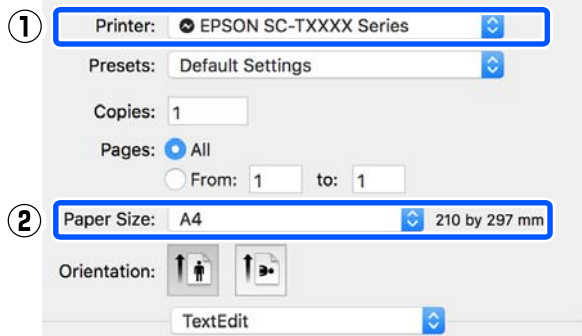 ① Printer: EPSON SC-TXXXX Series
Presets: Default Settings
Copies: 1
Pages: All
From: 1 to: 1
② Paper Size: A4 210 by 297 mm
Orientation:
TextEdit